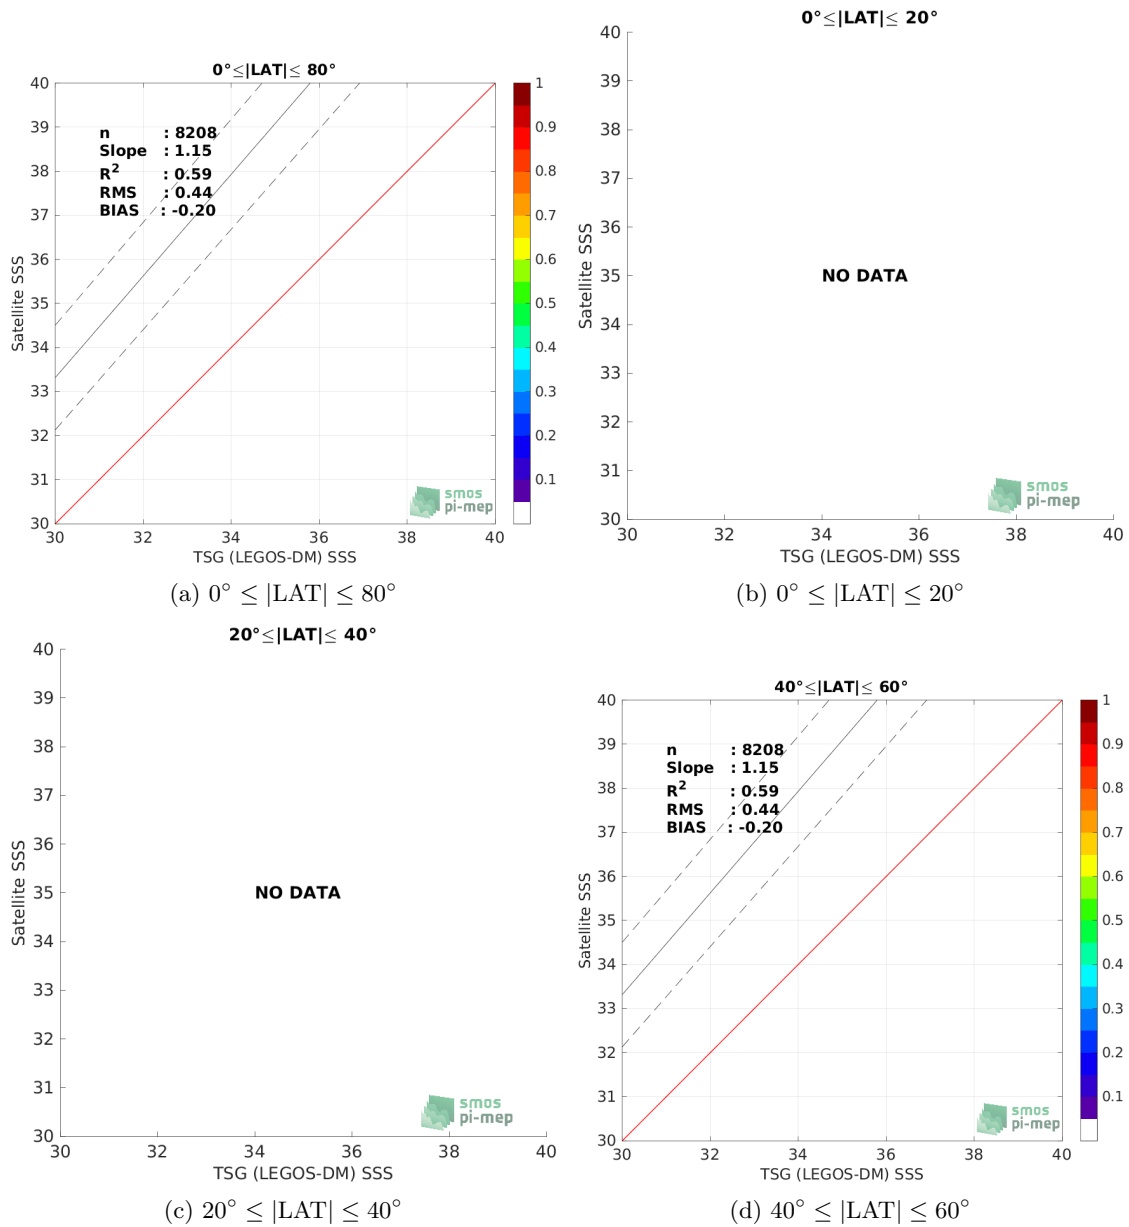 0°≤|LAT|≤ 80°
40
39
38
37
36
35
34
33
32
31
30
Satellite SSS
n : 8208
Slope : 1.15
R² : 0.59
RMS : 0.44
BIAS : -0.20
smos
pi-mep
30 32 34 36 38 40
TSG (LEGOS-DM) SSS
1
0.9
0.8
0.7
0.6
0.5
0.4
0.3
0.2
0.1
(a) 0° ≤ |LAT| ≤ 80°
0°≤|LAT|≤ 20°
40
39
38
37
36
35
34
33
32
31
30
Satellite SSS
NO DATA
smos
pi-mep
30 32 34 36 38 40
TSG (LEGOS-DM) SSS
(b) 0° ≤ |LAT| ≤ 20°
20°≤|LAT|≤ 40°
40
39
38
37
36
35
34
33
32
31
30
Satellite SSS
NO DATA
smos
pi-mep
30 32 34 36 38 40
TSG (LEGOS-DM) SSS
(c) 20° ≤ |LAT| ≤ 40°
40°≤|LAT|≤ 60°
40
39
38
37
36
35
34
33
32
31
30
Satellite SSS
n : 8208
Slope : 1.15
R² : 0.59
RMS : 0.44
BIAS : -0.20
smos
pi-mep
30 32 34 36 38 40
TSG (LEGOS-DM) SSS
1
0.9
0.8
0.7
0.6
0.5
0.4
0.3
0.2
0.1
(d) 40° ≤ |LAT| ≤ 60°